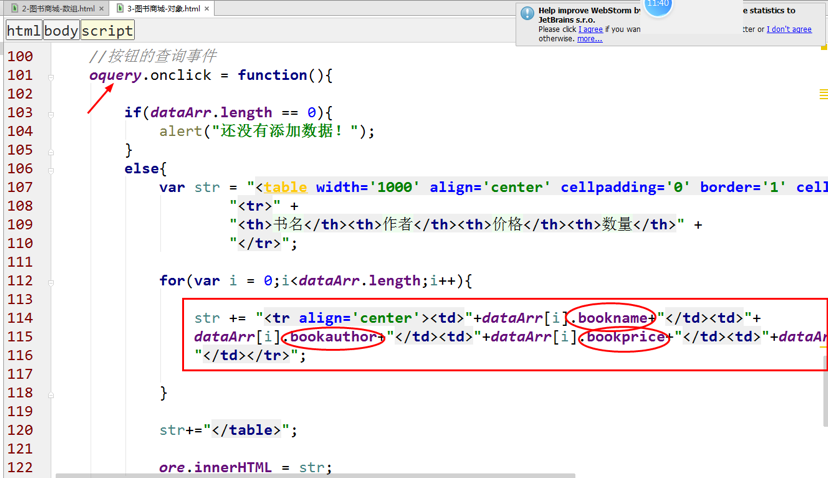 2-图书商城-数组.html × 3-图书商城-对象.html ×
Help improve WebStorm by
e statistics to
JetBrains s.r.o.
Please click I agree if you wan
tter or I don't agree
otherwise. more...
11:40
html body script
100 //按钮的查询事件
101 oquery.onclick = function(){
102
103 if(dataArr.length == 0){
104 alert("还没有添加数据！");
105 }
106 else{
107 var str = "<table width='1000' align='center' cellpadding='0' border='1' cell
108 "<tr>" +
109 "<th>书名</th><th>作者</th><th>价格</th><th>数量</th>" +
110 "</tr>";
111
112 for(var i = 0;i<dataArr.length;i++){
113
114 str += "<tr align='center'><td>"+dataArr[i].bookname+"</td><td>"+
115 dataArr[i].bookauthor+"</td><td>"+dataArr[i].bookprice+"</td><td>"+dataAr
116 "</td></tr>";
117
118 }
119
120 str+="</table>";
121
122 ore.innerHTML = str;